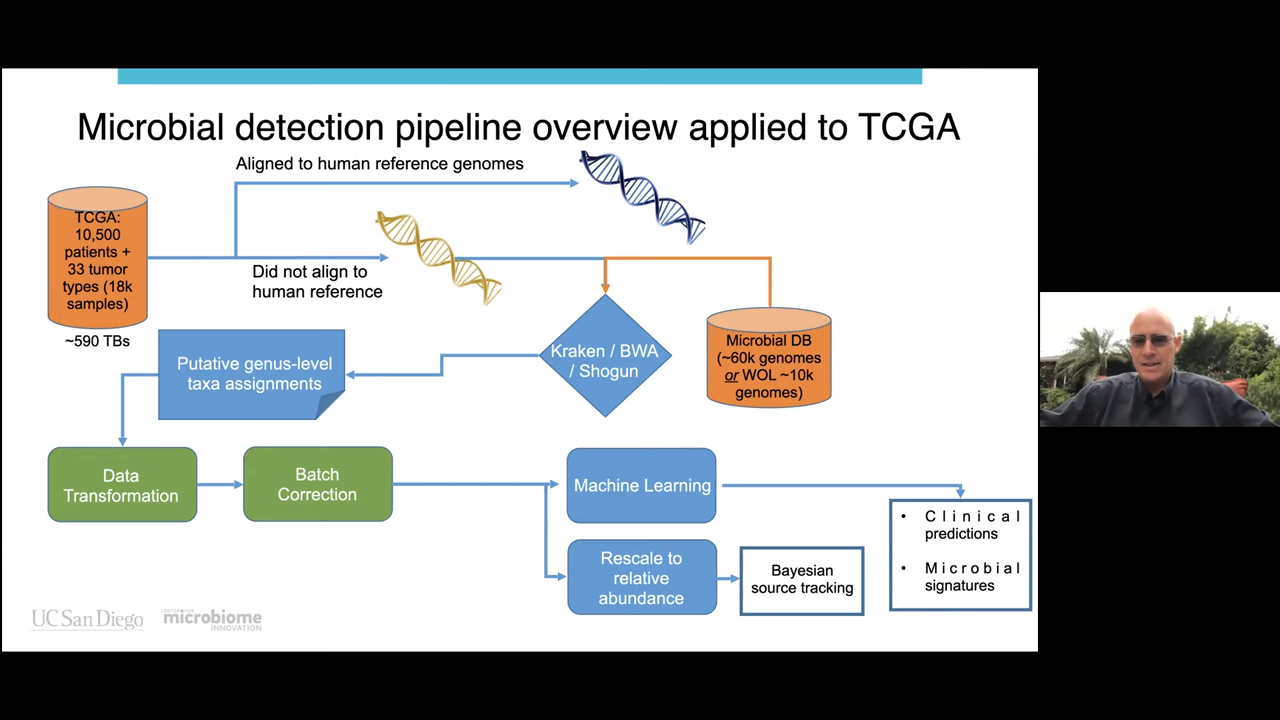 Microbial detection pipeline overview applied to TCGA
Aligned to human reference genomes
TCGA:
10,500
patients +
33 tumor
types (18k
samples)
~590 TBs
Did not align to
human reference
Kraken / BWA
/ Shogun
Microbial DB
(~60k genomes
or WOL ~10k
genomes)
Putative genus-level
taxa assignments
Data
Transformation
Batch
Correction
Machine Learning
Rescale to
relative
abundance
Bayesian
source tracking
• Clinical
predictions
• Microbial
signatures
UC San Diego
CENTER FOR
microbiome
INNOVATION